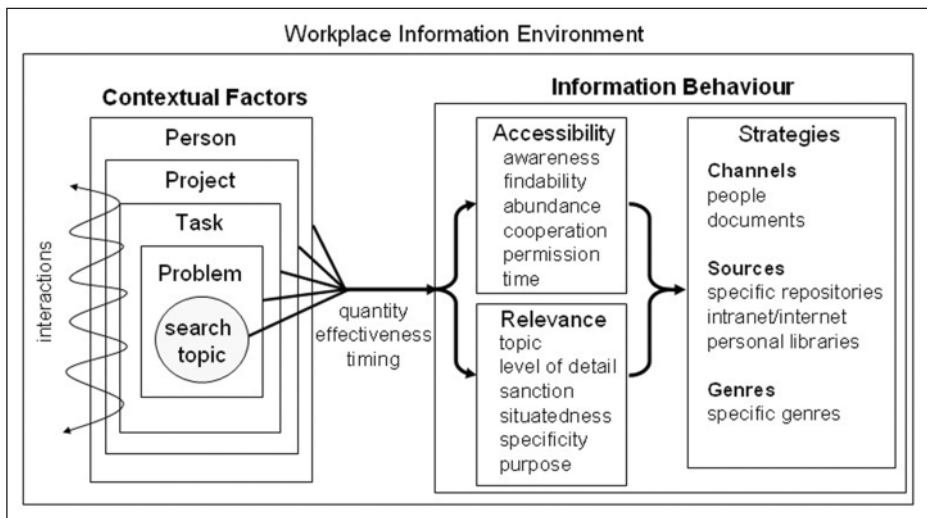 Workplace Information Environment
Contextual Factors
Person
Project
Task
Problem
search
topic
interactions
quantity
effectiveness
timing
Information Behaviour
Accessibility
awareness
findability
abundance
cooperation
permission
time
Relevance
topic
level of detail
sanction
situatedness
specificity
purpose
Strategies
Channels
people
documents
Sources
specific repositories
intranet/internet
personal libraries
Genres
specific genres